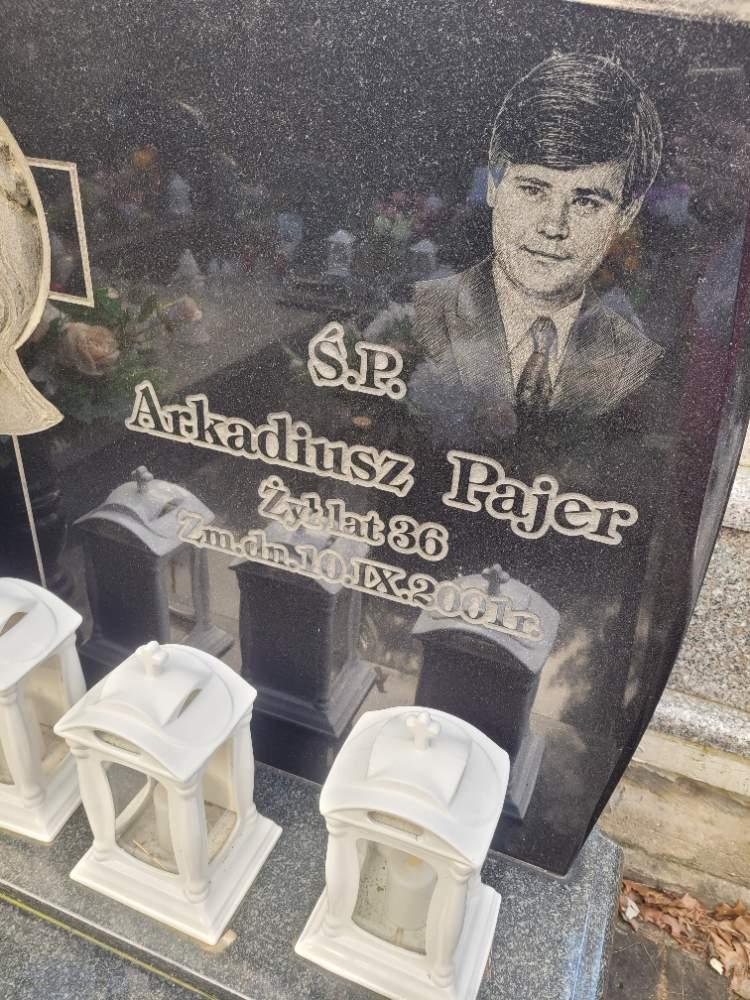 Ś.P.
Arkadiusz Pajer
Żył lat 36
Zm.dn.10.IX.2001r.